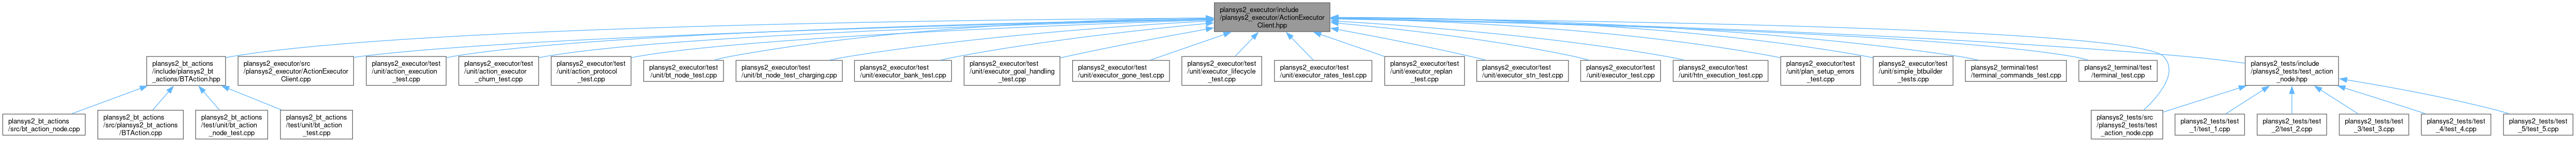 plansys2_executor/include
/plansys2_executor/ActionExecutor
Client.hpp
plansys2_bt_actions
/include/plansys2_bt
_actions/BTAction.hpp
plansys2_executor/src
/plansys2_executor/ActionExecutor
Client.cpp
plansys2_executor/test
/unit/action_execution
_test.cpp
plansys2_executor/test
/unit/action_executor
_churn_test.cpp
plansys2_executor/test
/unit/action_protocol
_test.cpp
plansys2_executor/test
/unit/bt_node_test.cpp
plansys2_executor/test
/unit/bt_node_test_charging.cpp
plansys2_executor/test
/unit/executor_bank_test.cpp
plansys2_executor/test
/unit/executor_goal_handling
_test.cpp
plansys2_executor/test
/unit/executor_gone_test.cpp
plansys2_executor/test
/unit/executor_lifecycle
_test.cpp
plansys2_executor/test
/unit/executor_rates_test.cpp
plansys2_executor/test
/unit/executor_replan
_test.cpp
plansys2_executor/test
/unit/executor_stn_test.cpp
plansys2_executor/test
/unit/executor_test.cpp
plansys2_executor/test
/unit/htn_execution_test.cpp
plansys2_executor/test
/unit/plan_setup_errors
_test.cpp
plansys2_executor/test
/unit/simple_btbuilder
_tests.cpp
plansys2_terminal/test
/terminal_commands_test.cpp
plansys2_terminal/test
/terminal_test.cpp
plansys2_tests/include
/plansys2_tests/test_action
_node.hpp
plansys2_bt_actions
/src/bt_action_node.cpp
plansys2_bt_actions
/src/plansys2_bt_actions
/BTAction.cpp
plansys2_bt_actions
/test/unit/bt_action
_node_test.cpp
plansys2_bt_actions
/test/unit/bt_action
_test.cpp
plansys2_tests/src
/plansys2_tests/test
_action_node.cpp
plansys2_tests/test
_1/test_1.cpp
plansys2_tests/test
_2/test_2.cpp
plansys2_tests/test
_3/test_3.cpp
plansys2_tests/test
_4/test_4.cpp
plansys2_tests/test
_5/test_5.cpp